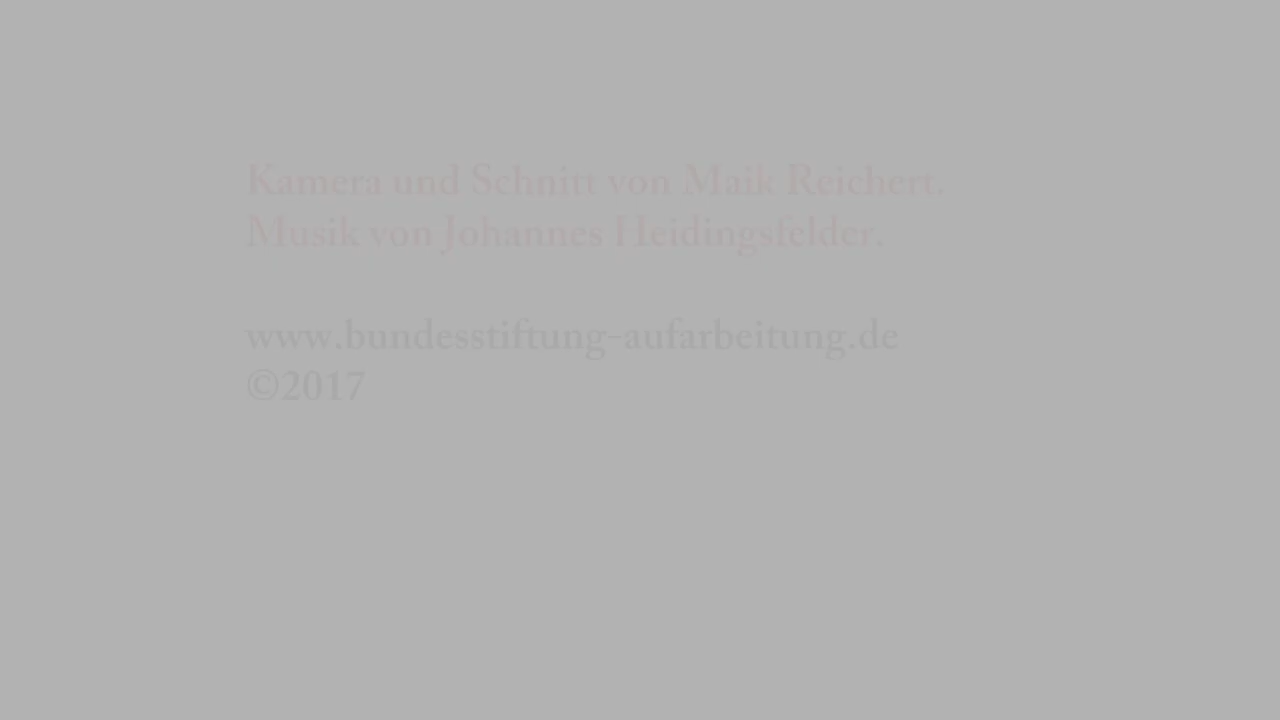 Kamera und Schnitt von Maik Reichert.
Musik von Johannes Heidingsfelder.
www.bundesstiftung-aufarbeitung.de
©2017